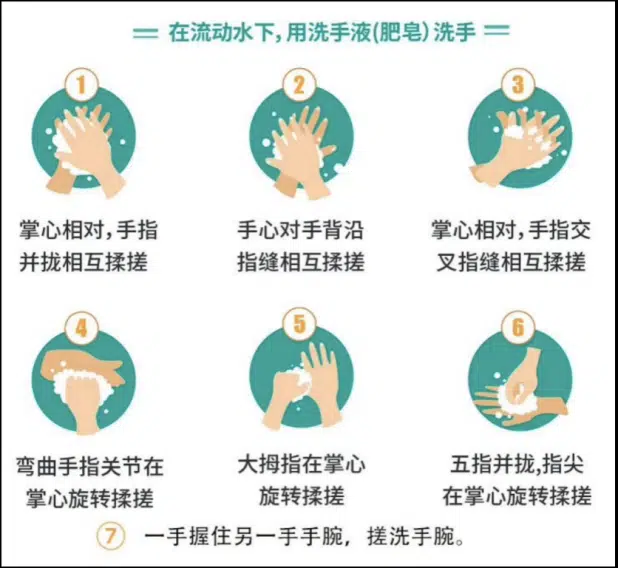 在流动水下,用洗手液(肥皂)洗手
1
掌心相对,手指
并拢相互揉搓
2
手心对手背沿
指缝相互揉搓
3
掌心相对,手指交
叉指缝相互揉搓
4
弯曲手指关节在
掌心旋转揉搓
5
大拇指在掌心
旋转揉搓
6
五指并拢,指尖
在掌心旋转揉搓
7 一手握住另一手手腕，搓洗手腕。